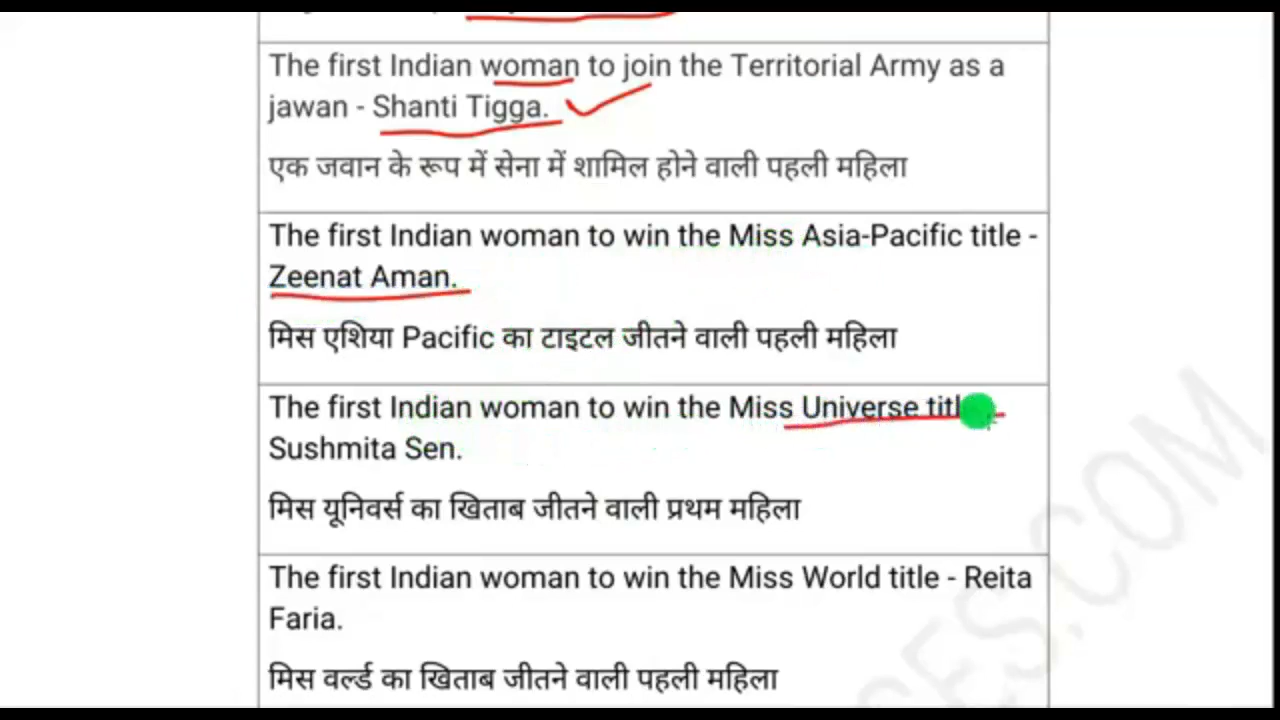 The first Indian woman to join the Territorial Army as a
jawan - Shanti Tigga.
एक जवान के रूप में सेना में शामिल होने वाली पहली महिला
The first Indian woman to win the Miss Asia-Pacific title -
Zeenat Aman.
मिस एशिया Pacific का टाइटल जीतने वाली पहली महिला
The first Indian woman to win the Miss Universe
Sushmita Sen.
मिस यूनिवर्स का खिताब जीतने वाली प्रथम महिला
The first Indian woman to win the Miss World title - Reita
Faria.
मिस वर्ल्ड का खिताब जीतने वाली पहली महिला